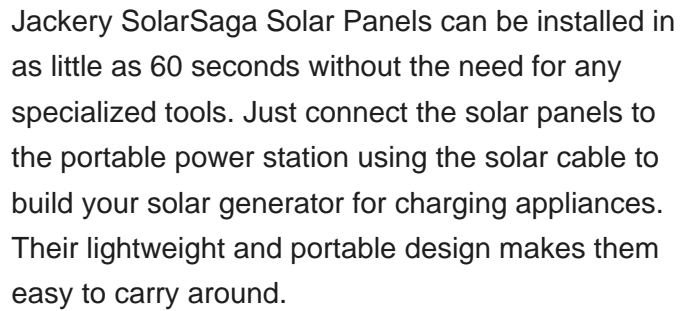 Jackery SolarSaga Solar Panels can be installed in
as little as 60 seconds without the need for any
specialized tools. Just connect the solar panels to
the portable power station using the solar cable to
build your solar generator for charging appliances.
Their lightweight and portable design makes them
easy to carry around.